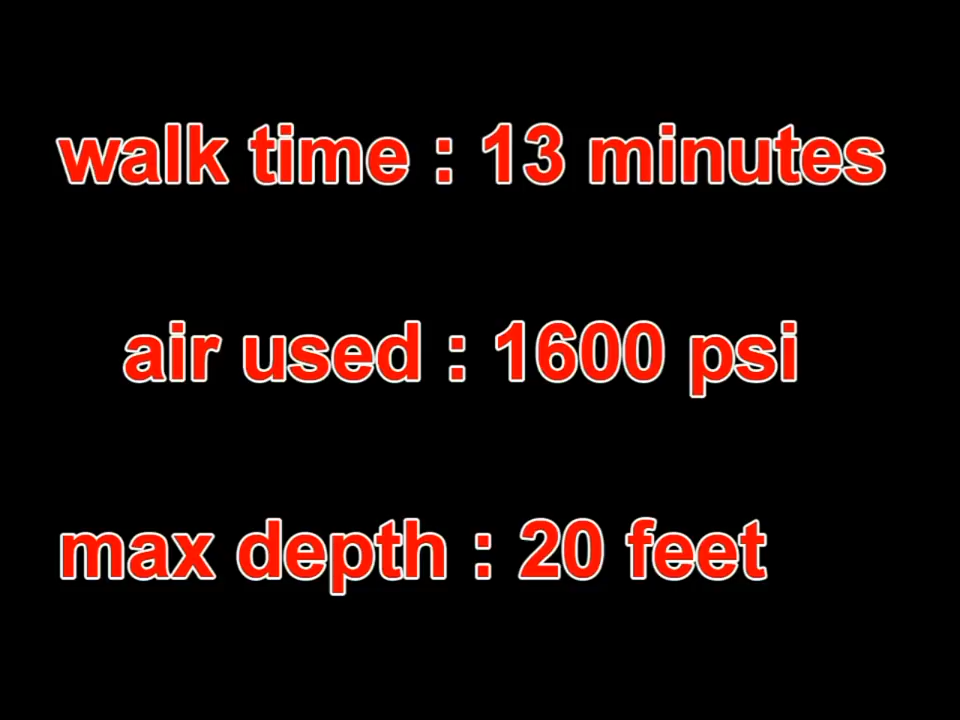 walk time : 13 minutes
air used : 1600 psi
max depth : 20 feet